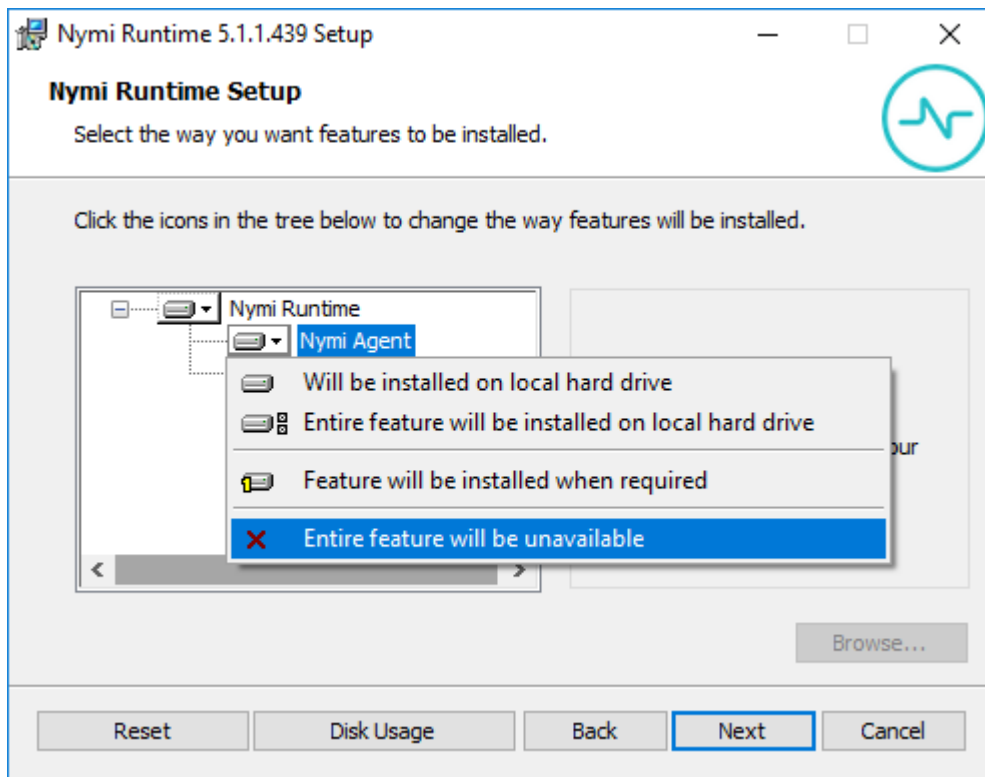 Nymi Runtime 5.1.1.439 Setup
Nymi Runtime Setup
Select the way you want features to be installed.
Click the icons in the tree below to change the way features will be installed.
Nymi Runtime
Nymi Agent
Will be installed on local hard drive
Entire feature will be installed on local hard drive
Feature will be installed when required
Entire feature will be unavailable
Browse...
Reset
Disk Usage
Back
Next
Cancel